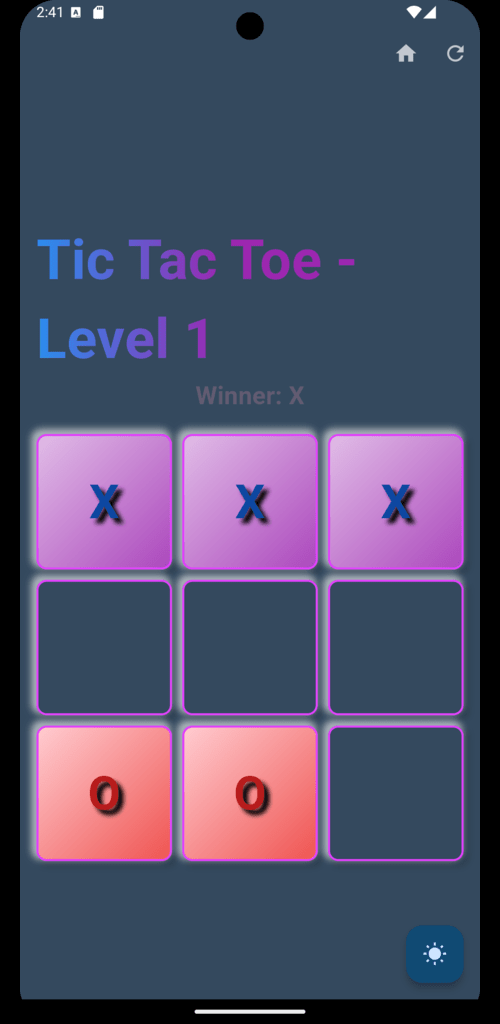 2:41
Tic Tac Toe -
Level 1
Winner: X
X X X
O O